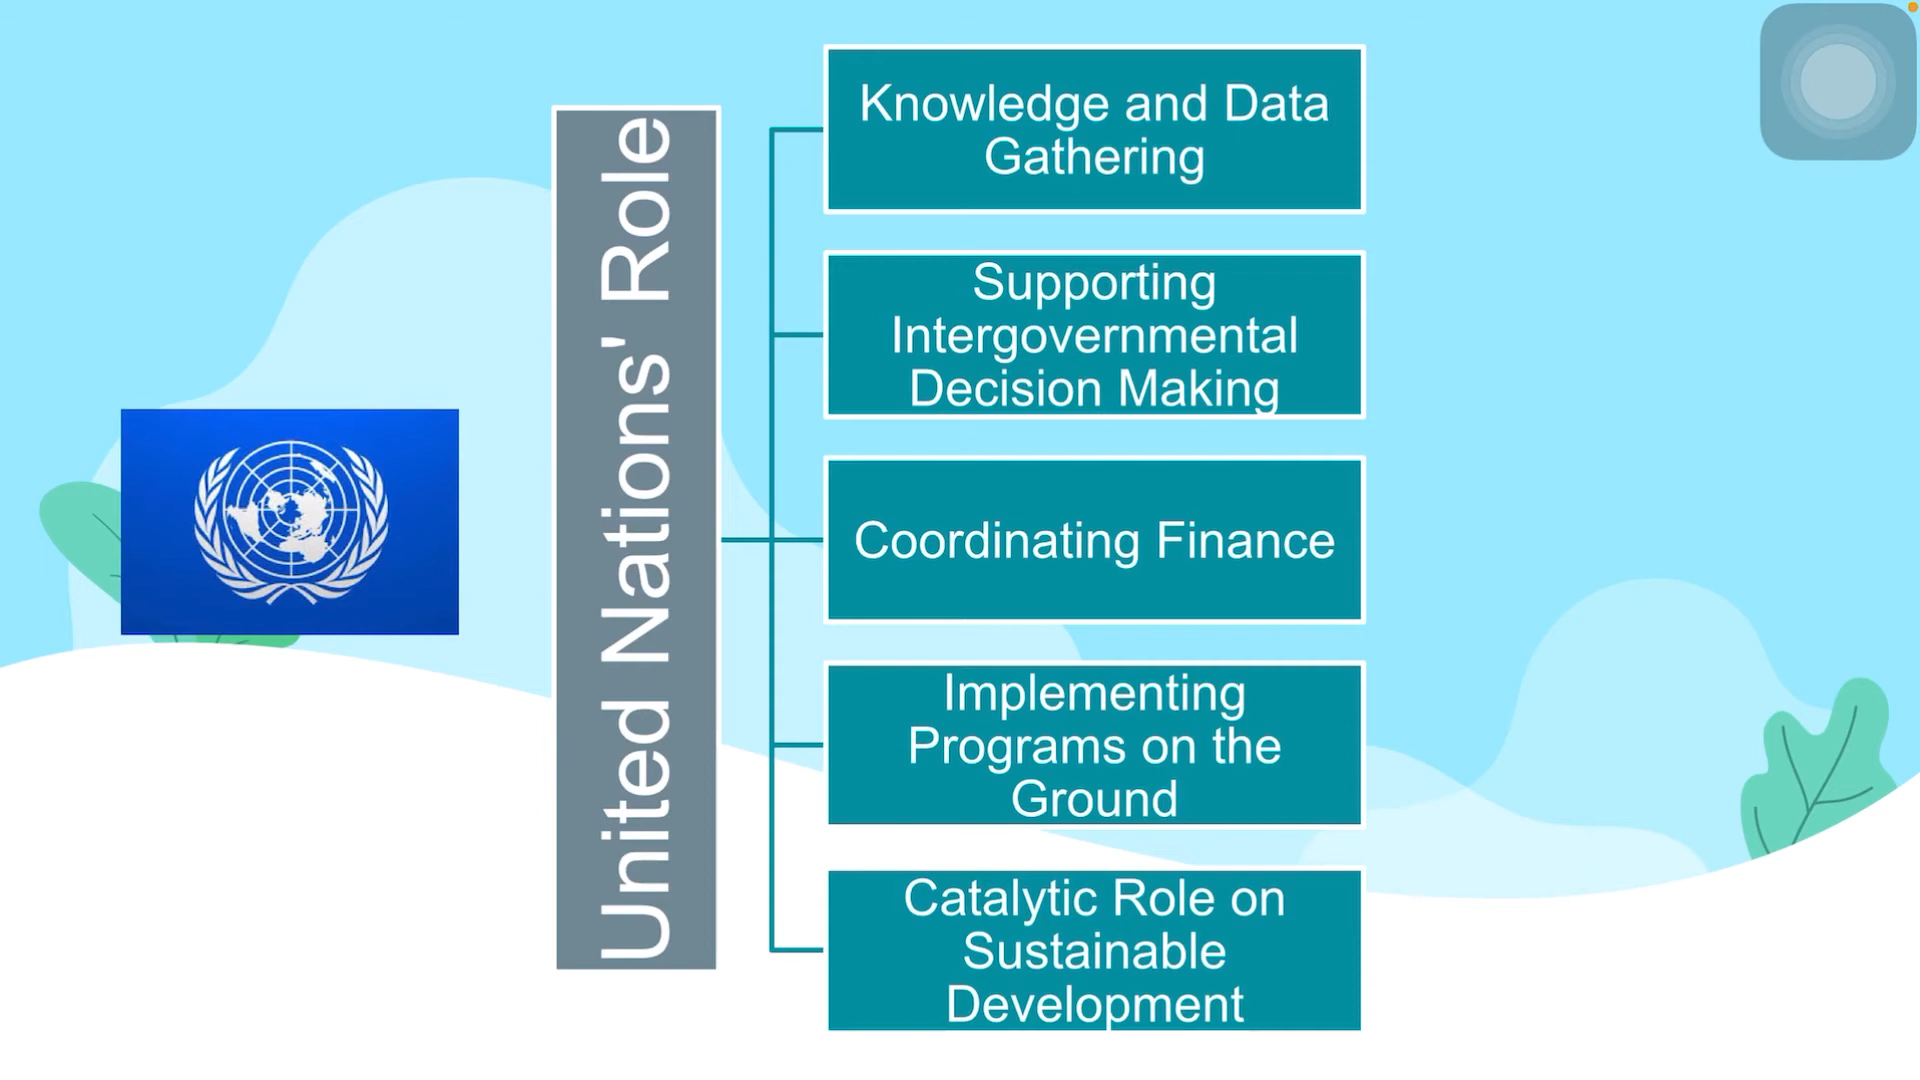 United Nations' Role
Knowledge and Data
Gathering
Supporting
Intergovernmental
Decision Making
Coordinating Finance
Implementing
Programs on the
Ground
Catalytic Role on
Sustainable
Development